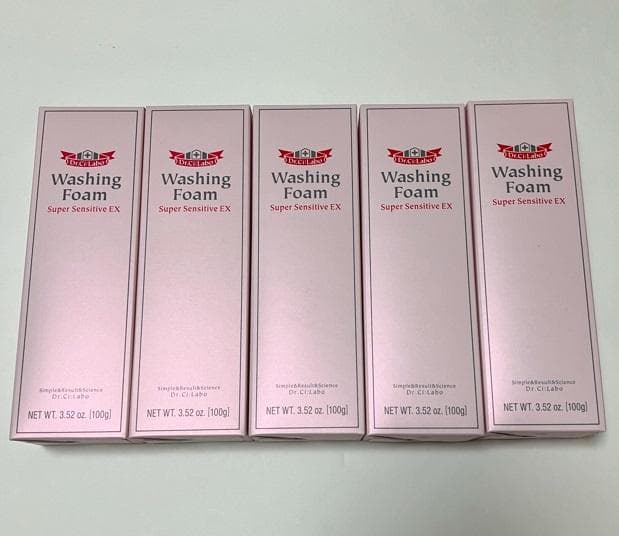 Dr.Ci:Labo
Washing
Foam
Super Sensitive EX
Simple&Result&Science
Dr.Ci:Labo
NET WT. 3.52 oz. [100g]
Dr.Ci:Labo
Washing
Foam
Super Sensitive EX
Simple&Result&Science
Dr.Ci:Labo
NET WT. 3.52 oz. [100g]
Dr.Ci:Labo
Washing
Foam
Super Sensitive EX
Simple&Result&Science
Dr.Ci:Labo
NET WT. 3.52 oz. [100g]
Dr.Ci:Labo
Washing
Foam
Super Sensitive EX
Simple&Result&Science
Dr.Ci:Labo
NET WT. 3.52 oz. [100g]
Dr.Ci:Labo
Washing
Foam
Super Sensitive EX
Simple&Result&Science
Dr.Ci:Labo
NET WT. 3.52 oz. [100g]